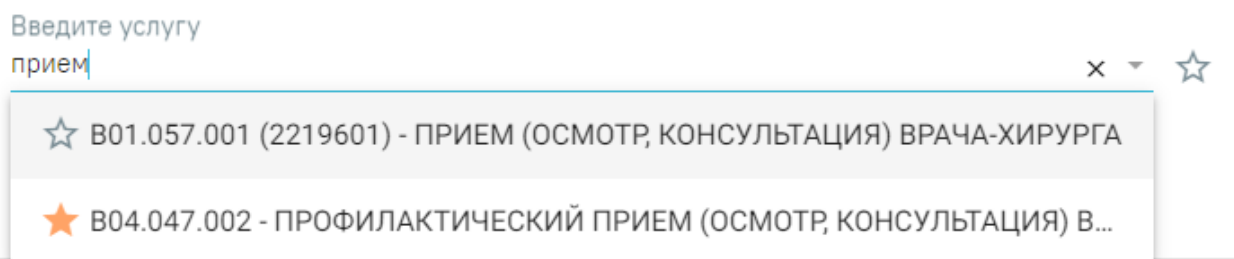 Введите услугу
прием
B01.057.001 (2219601) - ПРИЕМ (ОСМОТР, КОНСУЛЬТАЦИЯ) ВРАЧА-ХИРУРГА
B04.047.002 - ПРОФИЛАКТИЧЕСКИЙ ПРИЕМ (ОСМОТР, КОНСУЛЬТАЦИЯ) В...